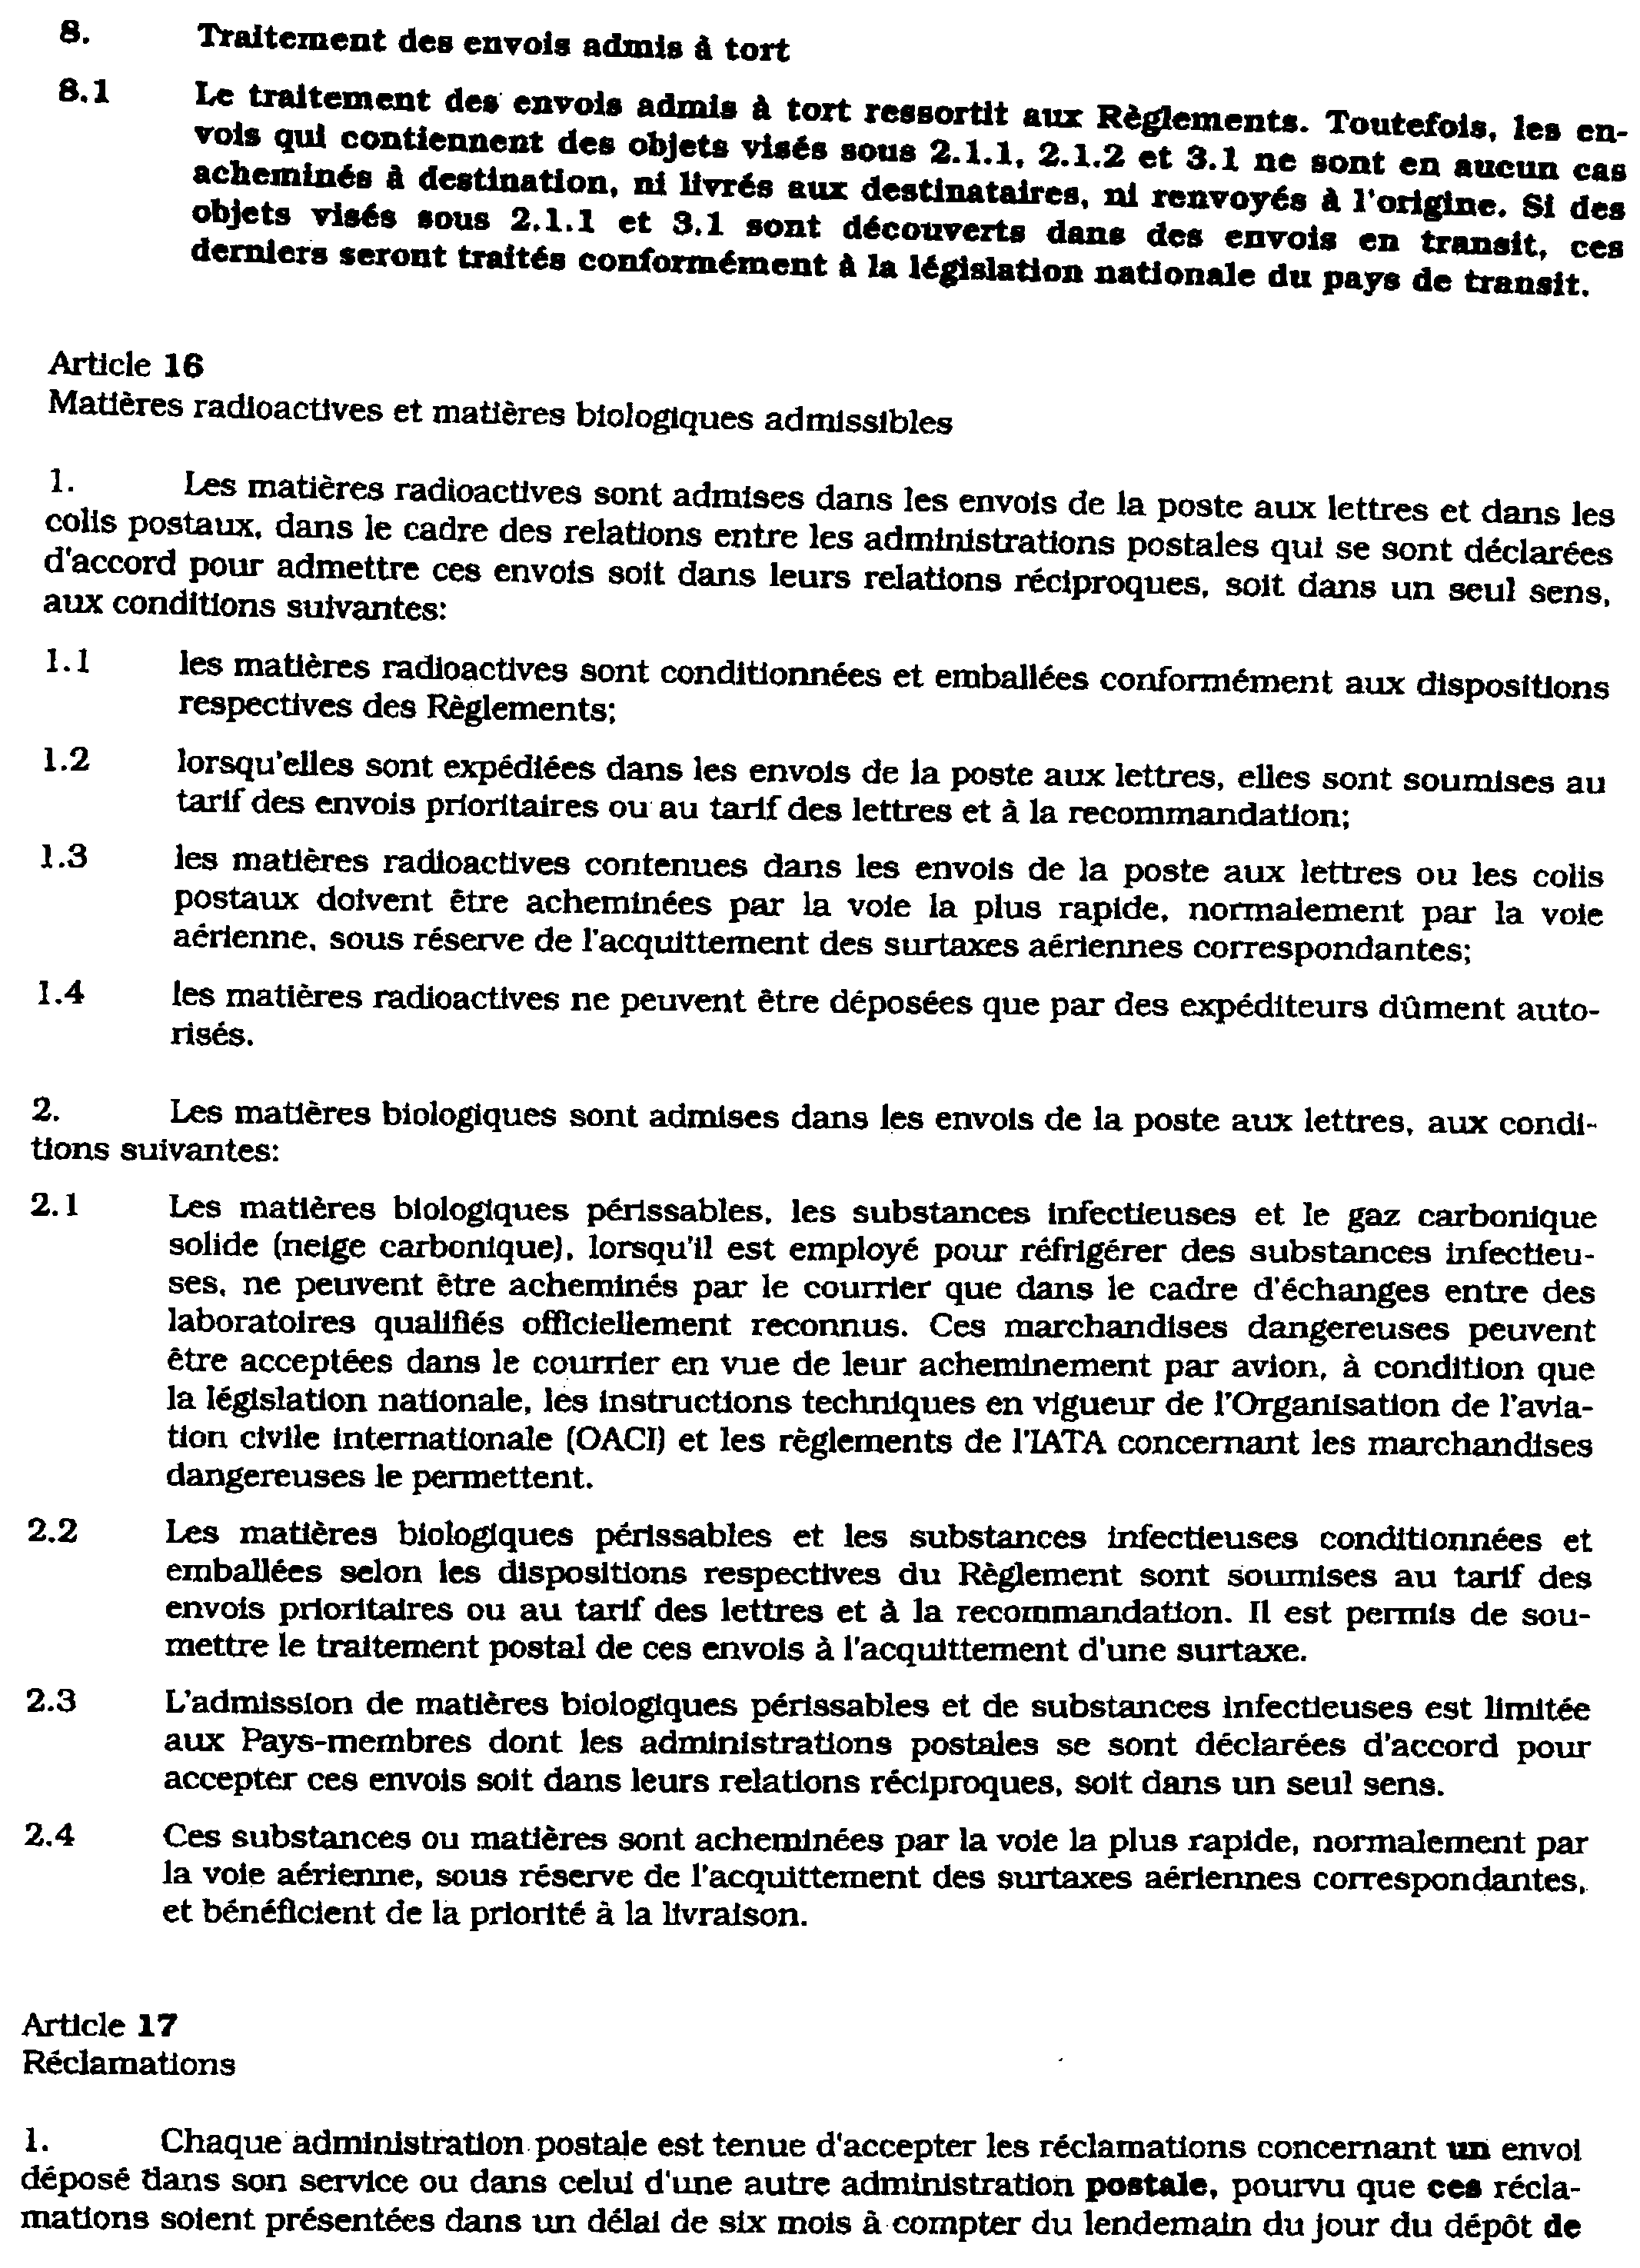 8. Traitement des envois admis à tort
8.1 Le traitement des envois admis à tort ressortit aux Règlements. Toutefois, les en-
vois qui contiennent des objets visés sous 2.1.1, 2.1.2 et 3.1 ne sont en aucun cas
acheminés à destination, ni livrés aux destinataires, ni renvoyés à l'origine. Si des
objets visés sous 2.1.1 et 3.1 sont découverts dans des envois en transit, ces
derniers seront traités conformément à la législation nationale du pays de transit.
Article 16
Matières radioactives et matières biologiques admissibles
1. Les matières radioactives sont admises dans les envois de la poste aux lettres et dans les
colis postaux, dans le cadre des relations entre les administrations postales qui se sont déclarées
d'accord pour admettre ces envois soit dans leurs relations réciproques, soit dans un seul sens,
aux conditions suivantes:
1.1 les matières radioactives sont conditionnées et emballées conformément aux dispositions
respectives des Règlements;
1.2 lorsqu'elles sont expédiées dans les envois de la poste aux lettres, elles sont soumises au
tarif des envois prioritaires ou au tarif des lettres et à la recommandation;
1.3 les matières radioactives contenues dans les envois de la poste aux lettres ou les colis
postaux doivent être acheminées par la voie la plus rapide, normalement par la voie
aérienne, sous réserve de l'acquittement des surtaxes aériennes correspondantes;
1.4 les matières radioactives ne peuvent être déposées que par des expéditeurs dûment auto-
risés.
2. Les matières biologiques sont admises dans les envois de la poste aux lettres, aux condi-
tions suivantes:
2.1 Les matières biologiques périssables, les substances infectieuses et le gaz carbonique
solide (neige carbonique), lorsqu'il est employé pour réfrigérer des substances infectieu-
ses, ne peuvent être acheminés par le courrier que dans le cadre d'échanges entre des
laboratoires qualifiés officiellement reconnus. Ces marchandises dangereuses peuvent
être acceptées dans le courrier en vue de leur acheminement par avion, à condition que
la législation nationale, les instructions techniques en vigueur de l'Organisation de l'avia-
tion civile internationale (OACI) et les règlements de l'IATA concernant les marchandises
dangereuses le permettent.
2.2 Les matières biologiques périssables et les substances infectieuses conditionnées et
emballées selon les dispositions respectives du Règlement sont soumises au tarif des
envois prioritaires ou au tarif des lettres et à la recommandation. Il est permis de sou-
mettre le traitement postal de ces envois à l'acquittement d'une surtaxe.
2.3 L'admission de matières biologiques périssables et de substances infectieuses est limitée
aux Pays-membres dont les administrations postales se sont déclarées d'accord pour
accepter ces envois soit dans leurs relations réciproques, soit dans un seul sens.
2.4 Ces substances ou matières sont acheminées par la voie la plus rapide, normalement par
la voie aérienne, sous réserve de l'acquittement des surtaxes aériennes correspondantes,
et bénéficient de la priorité à la livraison.
Article 17
Réclamations
1. Chaque administration postale est tenue d'accepter les réclamations concernant un envoi
déposé dans son service ou dans celui d'une autre administration postale, pourvu que ces récla-
mations soient présentées dans un délai de six mois à compter du lendemain du jour du dépôt de